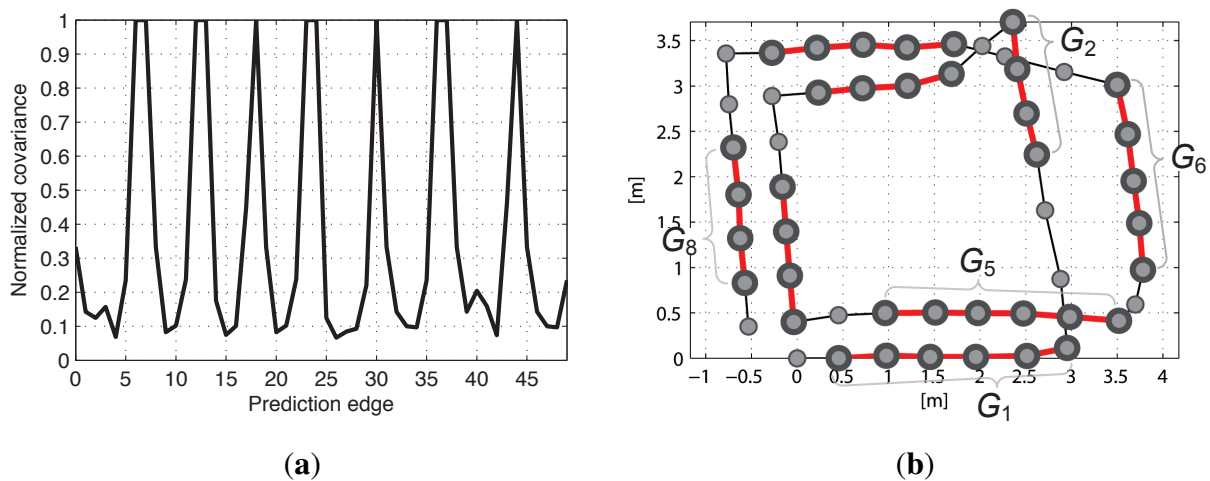 1
0.9
0.8
0.7
0.6
0.5
0.4
0.3
0.2
0.1
0
Normalized covariance
0 5 10 15 20 25 30 35 40 45
Prediction edge
(a)
3.5
3
2.5
2
1.5
1
0.5
0
[m]
−1 −0.5 0 0.5 1 1.5 2 2.5 3 3.5 4
[m]
G2
G6
G8
G5
G1
(b)